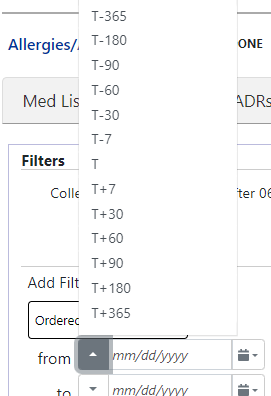 T-365
T-180
Allergies/ ONE
T-90
T-60
Med Lis ADRs
T-30
T-7
Filters T
Colle T+7 fter 06
T+30
T+60
T+90
Add Filt T+180
Ordered T+365
from mm/dd/yyyy
to mm/dd/yyyy